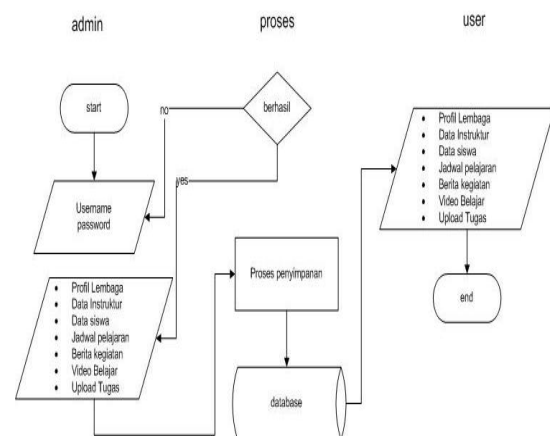 admin
proses
user
start
no
berhasil
yes
Username
password
Profil Lembaga
Data Instruktur
Data siswa
Jadwal pelajaran
Berita kegiatan
Video Belajar
Upload Tugas
Proses penyimpanan
database
Profil Lembaga
Data Instruktur
Data siswa
Jadwal pelajaran
Berita kegiatan
Video Belajar
Upload Tugas
end